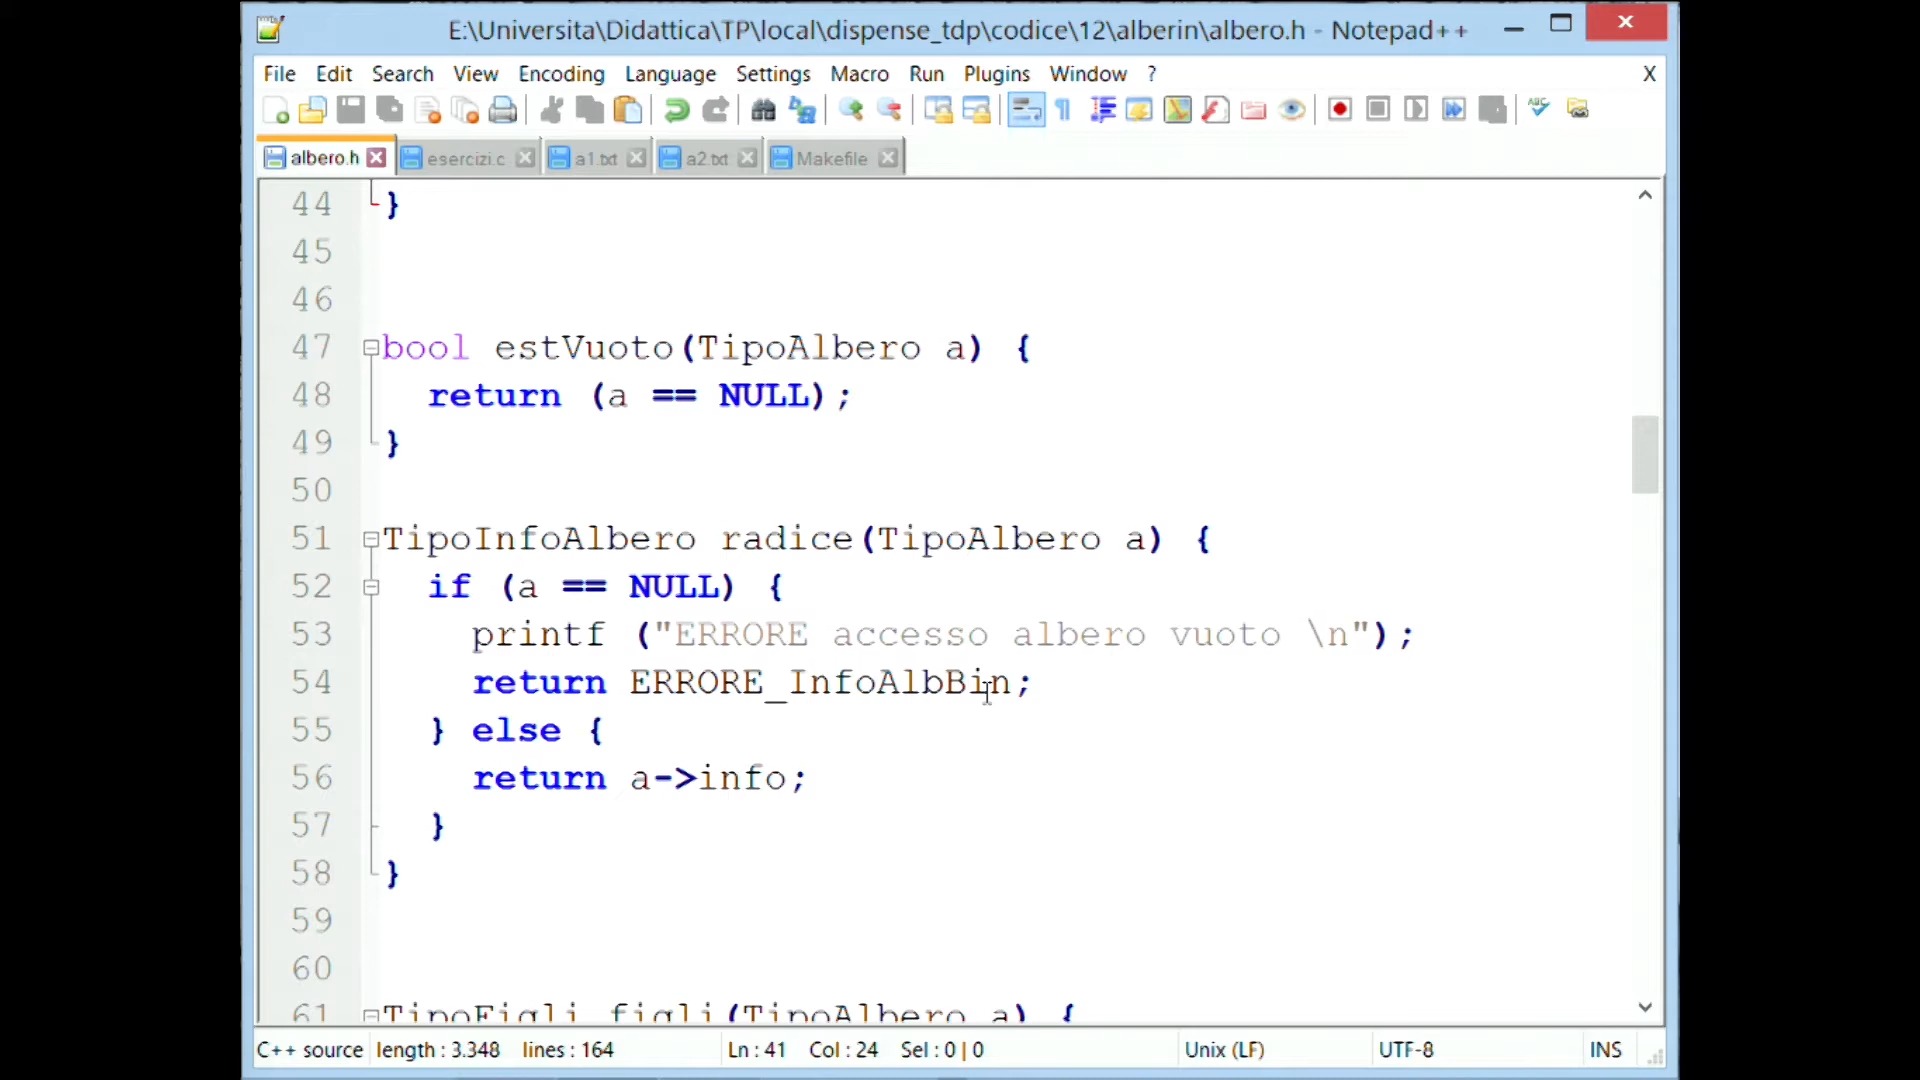 E:\Universita\Didattica\TP\local\dispense_tdp\codice\12\alberin\albero.h - Notepad++
File Edit Search View Encoding Language Settings Macro Run Plugins Window ? X
albero.h esercizi.c a1.txt a2.txt Makefile
44 }
45
46
47 bool estVuoto(TipoAlbero a) {
48 return (a == NULL);
49 }
50
51 TipoInfoAlbero radice(TipoAlbero a) {
52 if (a == NULL) {
53 printf ("ERRORE accesso albero vuoto \n");
54 return ERRORE_InfoAlbBin;
55 } else {
56 return a->info;
57 }
58 }
59
60
61 TipoFigli figli(TipoAlbero a) {
C++ source length : 3.348 lines : 164 Ln : 41 Col : 24 Sel : 0 | 0 Unix (LF) UTF-8 INS